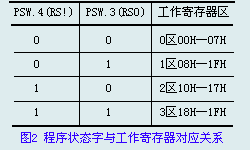 PSW.4(RS!) PSW.3(RS0) 工作寄存器区
0 0 0区00H—07H
0 1 1区08H—1FH
1 0 2区10H—17H
1 1 3区18H—1FH
图2 程序状态字与工作寄存器对应关系